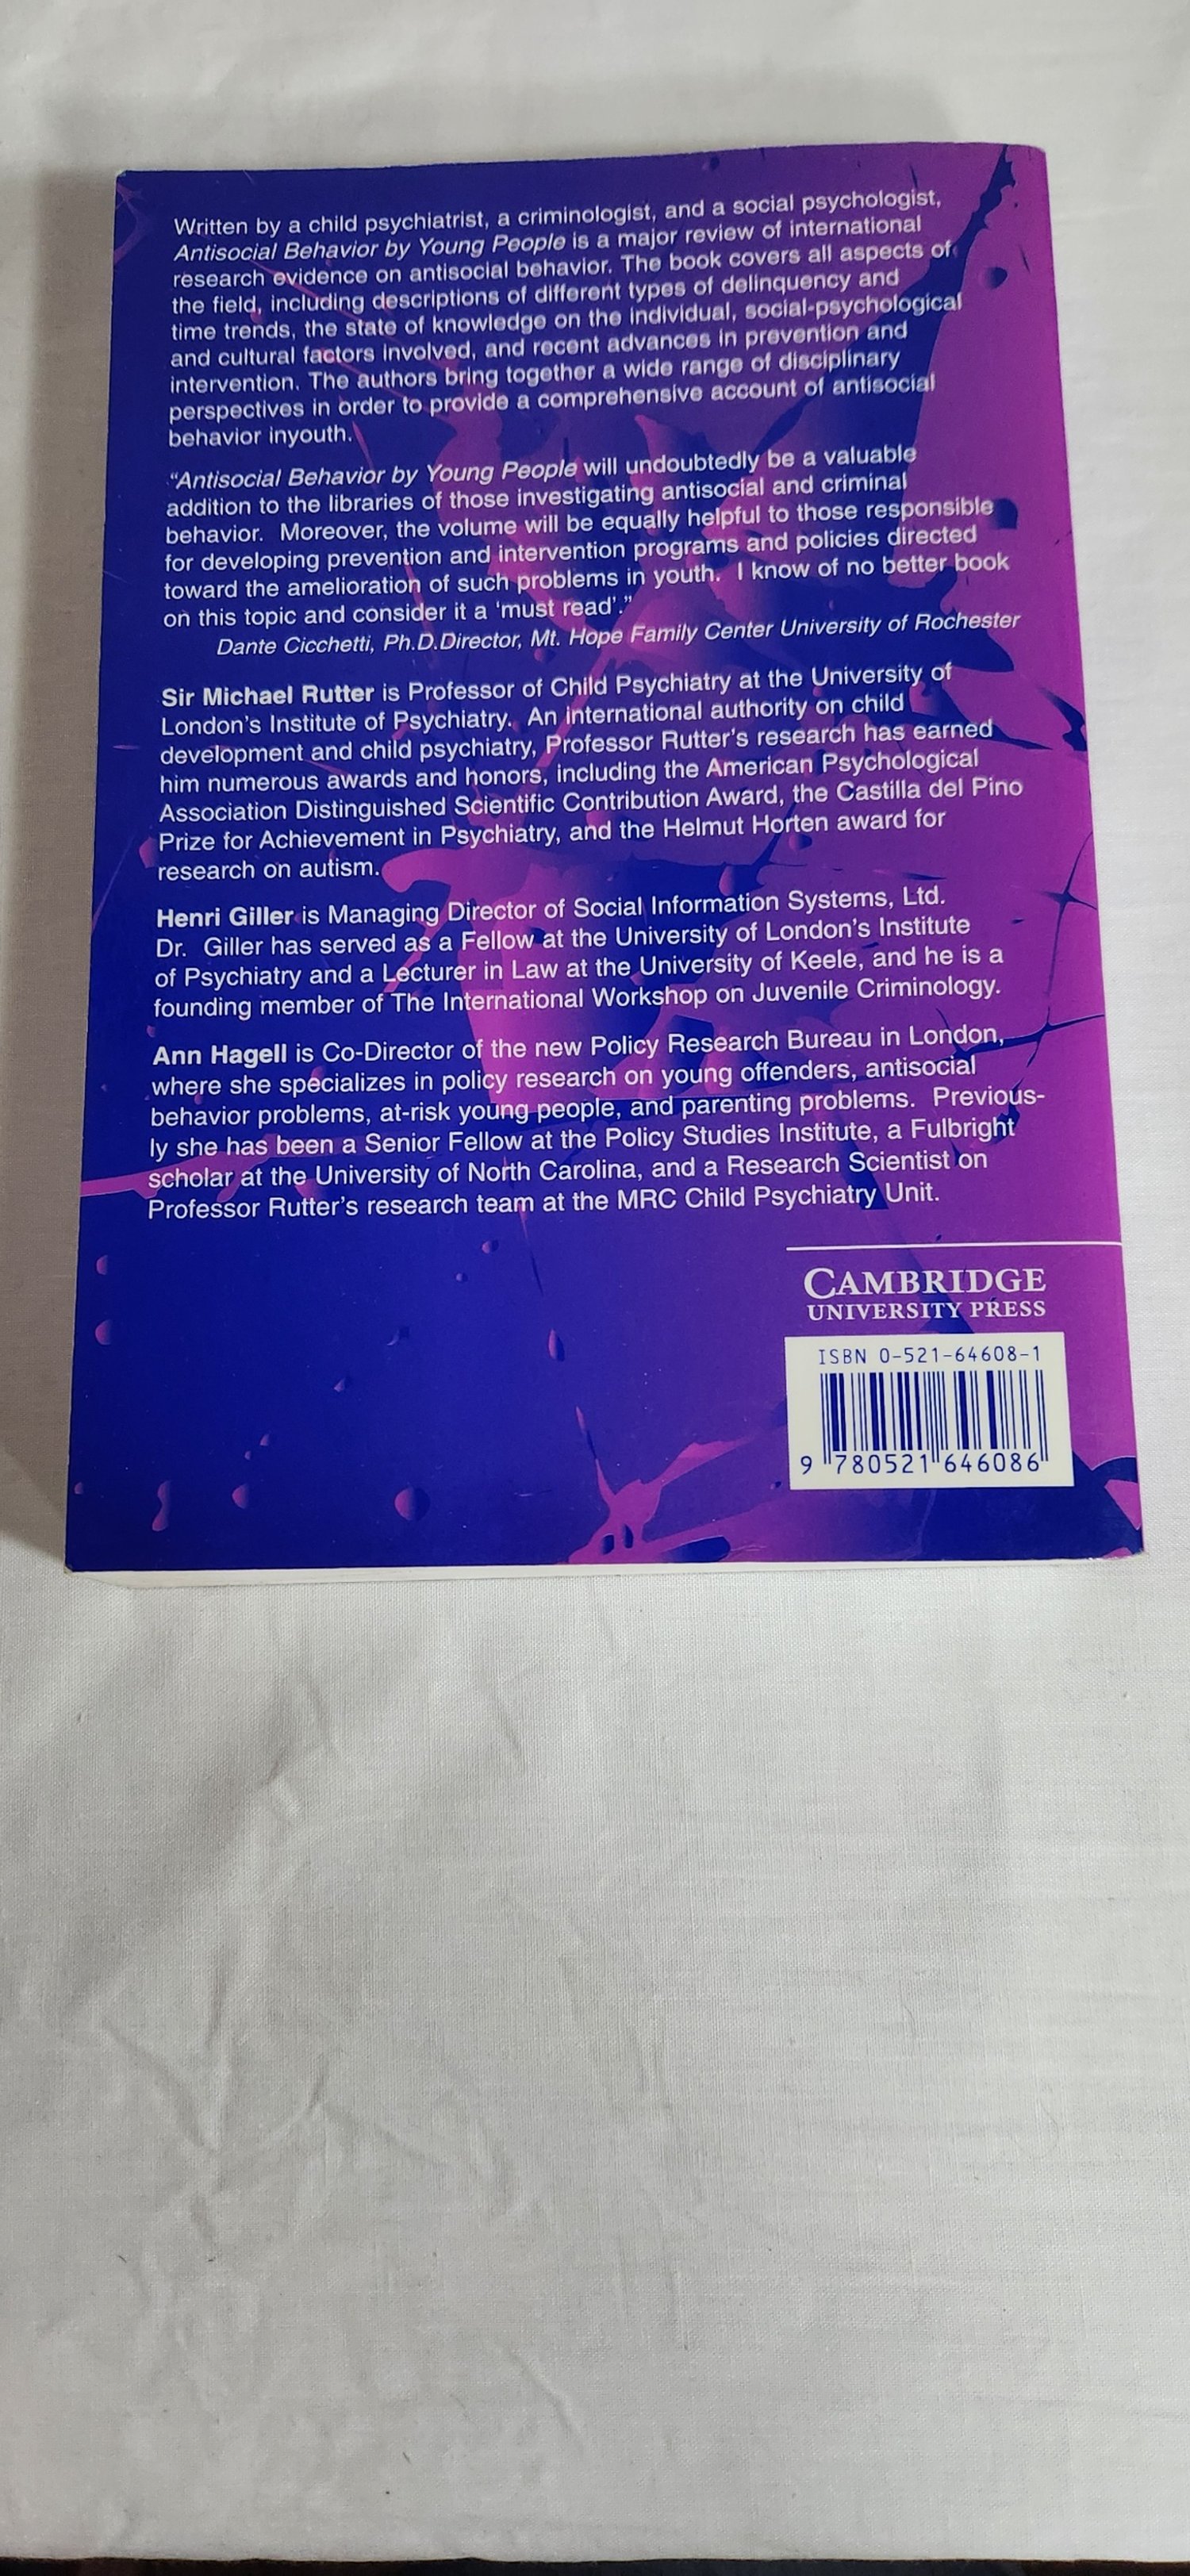 Written by a child psychiatrist, a criminologist, and a social psychologist,
Antisocial Behavior by Young People is a major review of international
research evidence on antisocial behavior. The book covers all aspects of
the field, including descriptions of different types of delinquency and
time trends, the state of knowledge on the individual, social-psychological
and cultural factors involved, and recent advances in prevention and
intervention. The authors bring together a wide range of disciplinary
perspectives in order to provide a comprehensive account of antisocial
behavior inyouth.
“Antisocial Behavior by Young People will undoubtedly be a valuable
addition to the libraries of those investigating antisocial and criminal
behavior. Moreover, the volume will be equally helpful to those responsible
for developing prevention and intervention programs and policies directed
toward the amelioration of such problems in youth. I know of no better book
on this topic and consider it a ‘must read’.”
Dante Cicchetti, Ph.D.Director, Mt. Hope Family Center University of Rochester
Sir Michael Rutter is Professor of Child Psychiatry at the University of
London’s Institute of Psychiatry. An international authority on child
development and child psychiatry, Professor Rutter’s research has earned
him numerous awards and honors, including the American Psychological
Association Distinguished Scientific Contribution Award, the Castilla del Pino
Prize for Achievement in Psychiatry, and the Helmut Horten award for
research on autism.
Henri Giller is Managing Director of Social Information Systems, Ltd.
Dr. Giller has served as a Fellow at the University of London’s Institute
of Psychiatry and a Lecturer in Law at the University of Keele, and he is a
founding member of The International Workshop on Juvenile Criminology.
Ann Hagell is Co-Director of the new Policy Research Bureau in London,
where she specializes in policy research on young offenders, antisocial
behavior problems, at-risk young people, and parenting problems. Previous-
ly she has been a Senior Fellow at the Policy Studies Institute, a Fulbright
scholar at the University of North Carolina, and a Research Scientist on
Professor Rutter’s research team at the MRC Child Psychiatry Unit.
CAMBRIDGE
UNIVERSITY PRESS
ISBN 0-521-64608-1
9 780521 646086